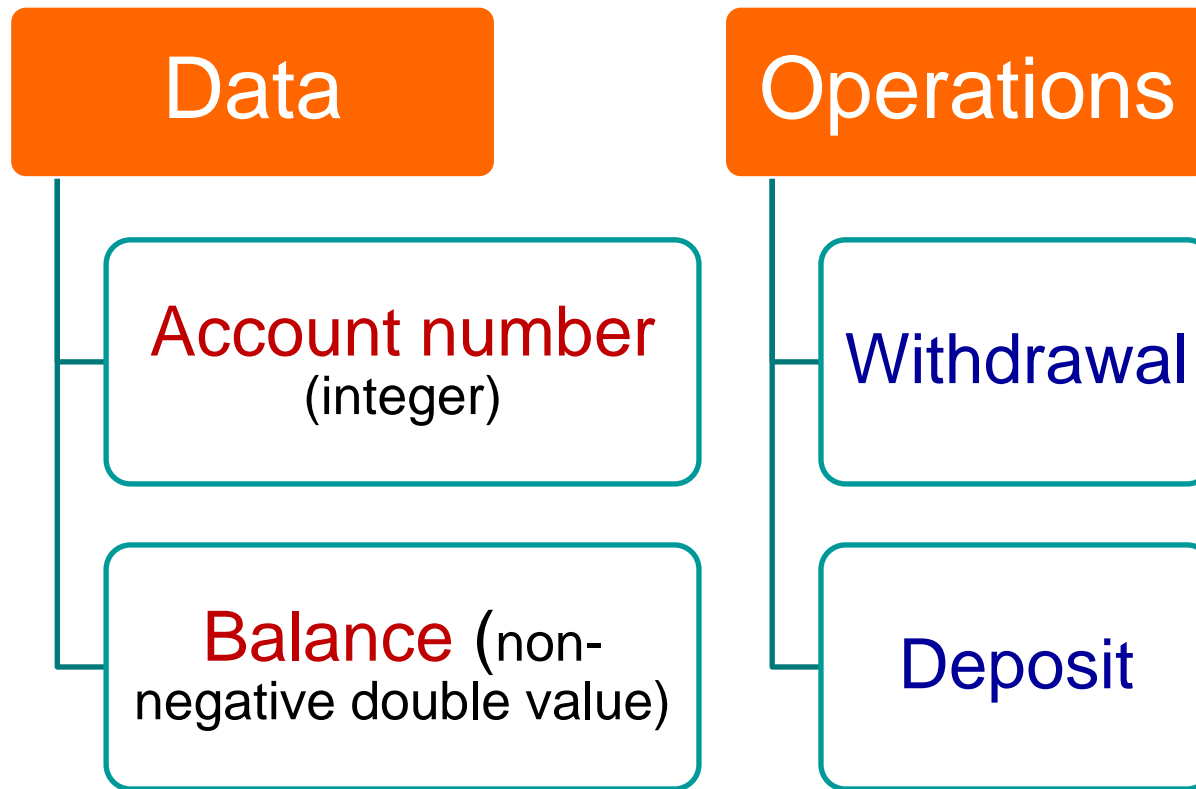 Data
Account number
(integer)
Balance (non-
negative double value)
Operations
Withdrawal
Deposit